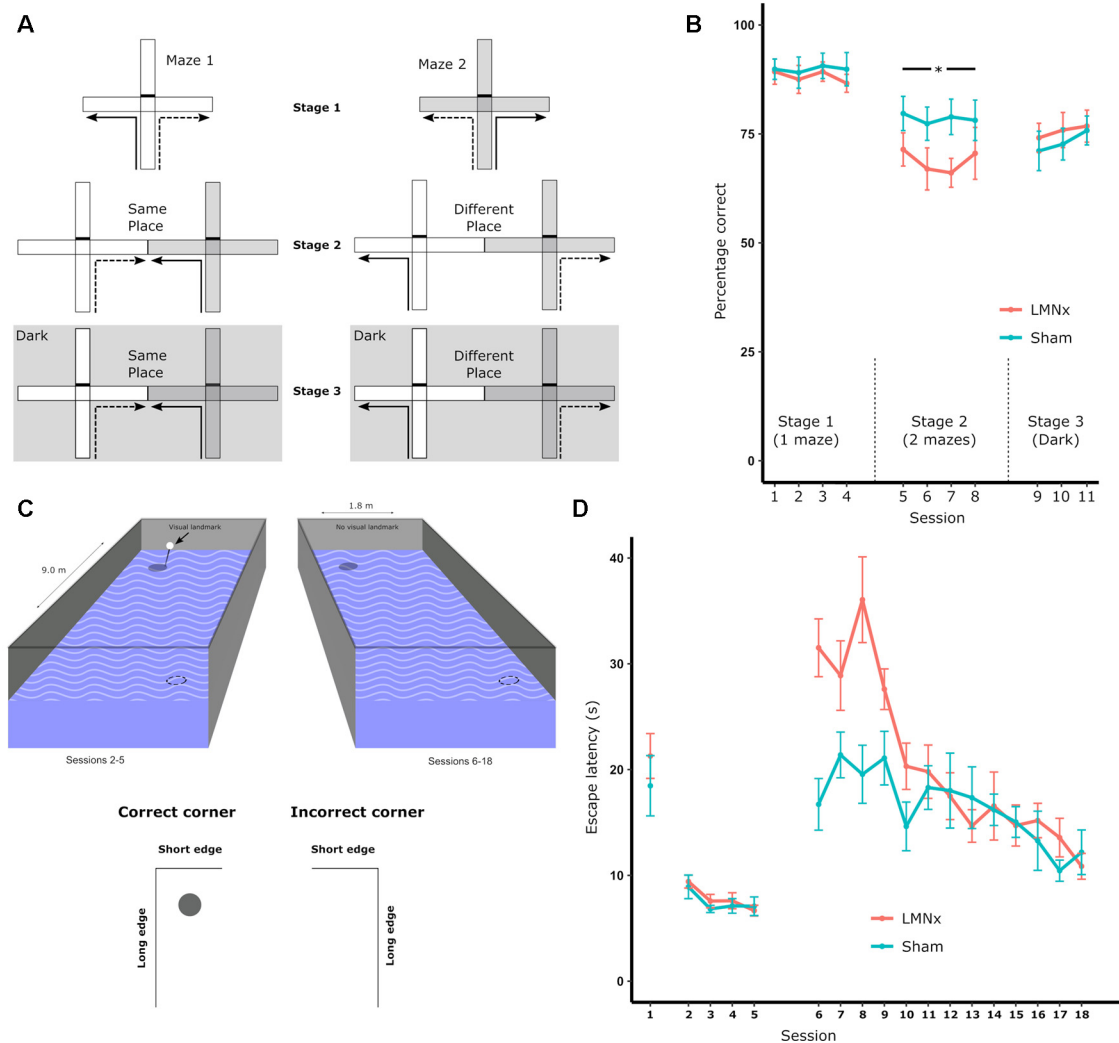 A
Maze 1
Maze 2
Stage 1
Same
Place
Different
Place
Stage 2
Dark
Same
Place
Dark
Different
Place
Stage 3
B
Percentage correct
100
75
50
25
0
*
LMNx
Sham
Stage 1
(1 maze)
Stage 2
(2 mazes)
Stage 3
(Dark)
1 2 3 4 5 6 7 8 9 10 11
Session
C
Visual landmark
9.0 m
Sessions 2-5
1.8 m
No visual landmark
Sessions 6-18
Correct corner
Short edge
Long edge
Incorrect corner
Short edge
Long edge
D
Escape latency (s)
40
30
20
10
0
LMNx
Sham
1 2 3 4 5 6 7 8 9 10 11 12 13 14 15 16 17 18
Session